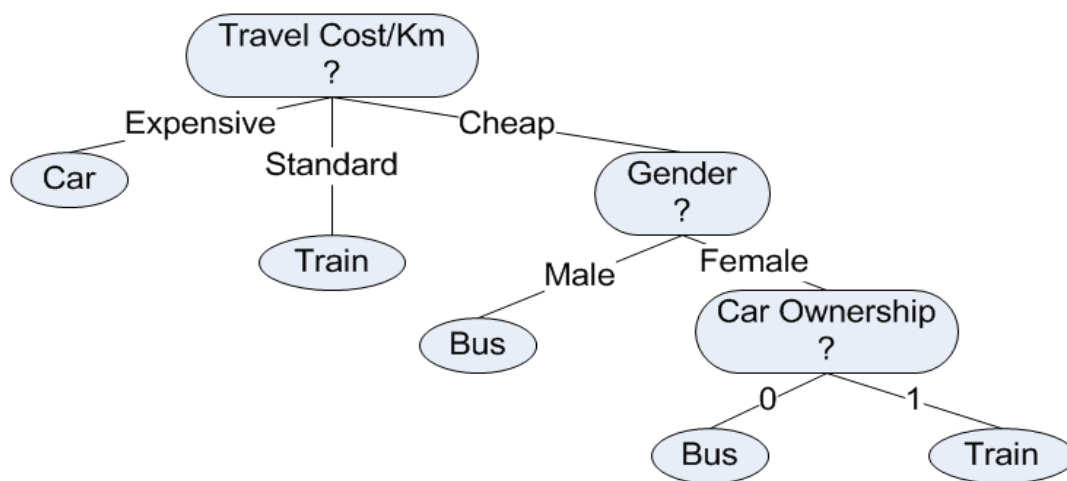 Travel Cost/Km
?
Expensive
Cheap
Standard
Car
Gender
?
Train
Male
Female
Bus
Car Ownership
?
0
1
Bus
Train